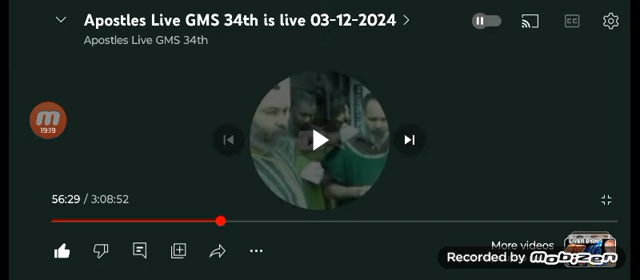 Apostles Live GMS 34th is live 03-12-2024
Apostles Live GMS 34th
CC
m
19:19
56:29 / 3:08:52
More videos
Recorded by MOBIZEN